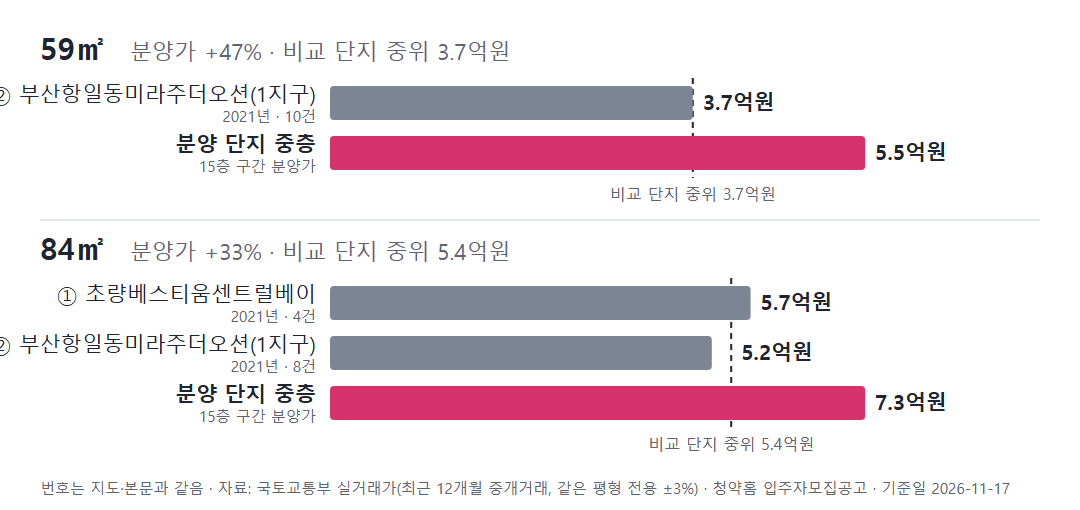 59㎡ 분양가 +47% · 비교 단지 중위 3.7억원
② 부산항일동미라주더오션(1지구)
3.7억원
2021년 · 10건
분양 단지 중층
5.5억원
15층 구간 분양가
비교 단지 중위 3.7억원
84㎡ 분양가 +33% · 비교 단지 중위 5.4억원
① 초량베스티움센트럴베이
5.7억원
2021년 · 4건
② 부산항일동미라주더오션(1지구)
5.2억원
2021년 · 8건
분양 단지 중층
7.3억원
15층 구간 분양가
비교 단지 중위 5.4억원
번호는 지도·본문과 같음 · 자료: 국토교통부 실거래가(최근 12개월 중개거래, 같은 평형 전용 ±3%) · 청약홈 입주자모집공고 · 기준일 2026-11-17